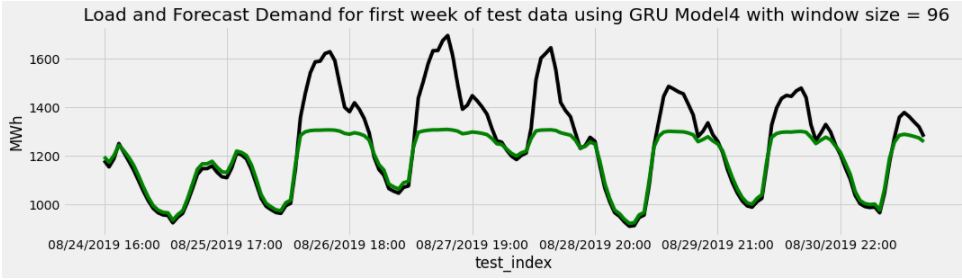 Load and Forecast Demand for first week of test data using GRU Model4 with window size = 96
1600
1400
1200
1000
MWh
08/24/2019 16:00 08/25/2019 17:00 08/26/2019 18:00 08/27/2019 19:00 08/28/2019 20:00 08/29/2019 21:00 08/30/2019 22:00
test_index